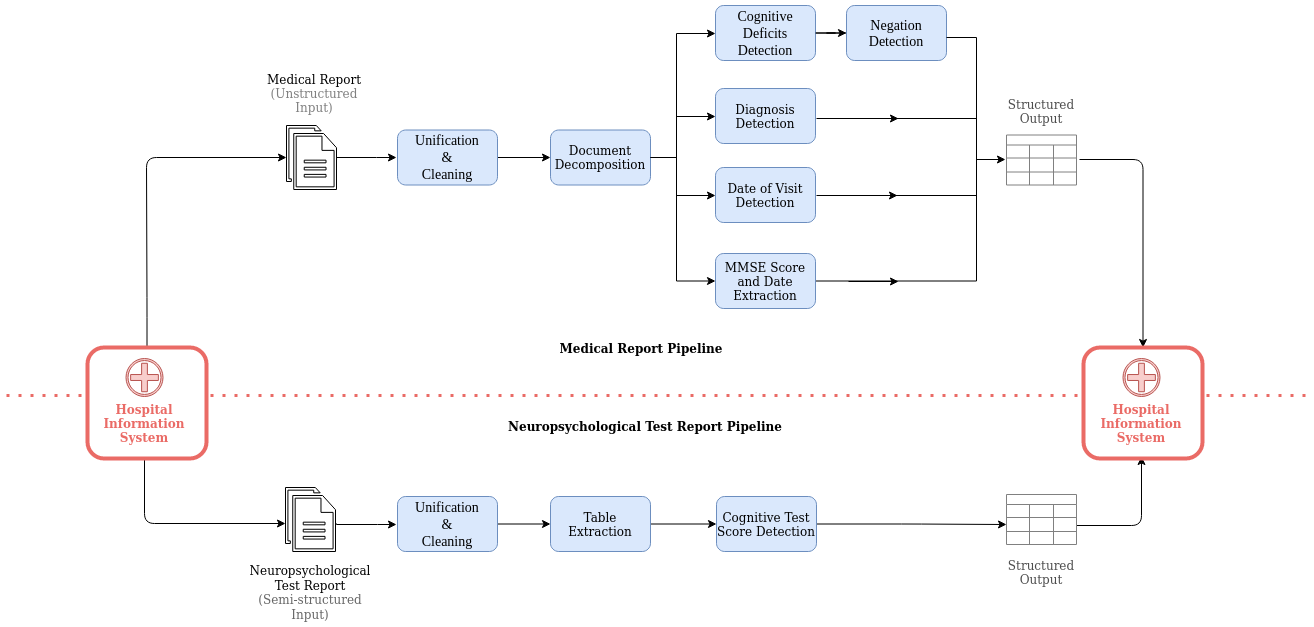 Cognitive
Deficits
Detection
Negation
Detection
Medical Report
(Unstructured
Input)
Structured
Output
Diagnosis
Detection
Unification
&
Cleaning
Document
Decomposition
Date of Visit
Detection
MMSE Score
and Date
Extraction
Medical Report Pipeline
Hospital
Information
System
Hospital
Information
System
Neuropsychological Test Report Pipeline
Unification
&
Cleaning
Table
Extraction
Cognitive Test
Score Detection
Neuropsychological
Test Report
(Semi-structured
Input)
Structured
Output